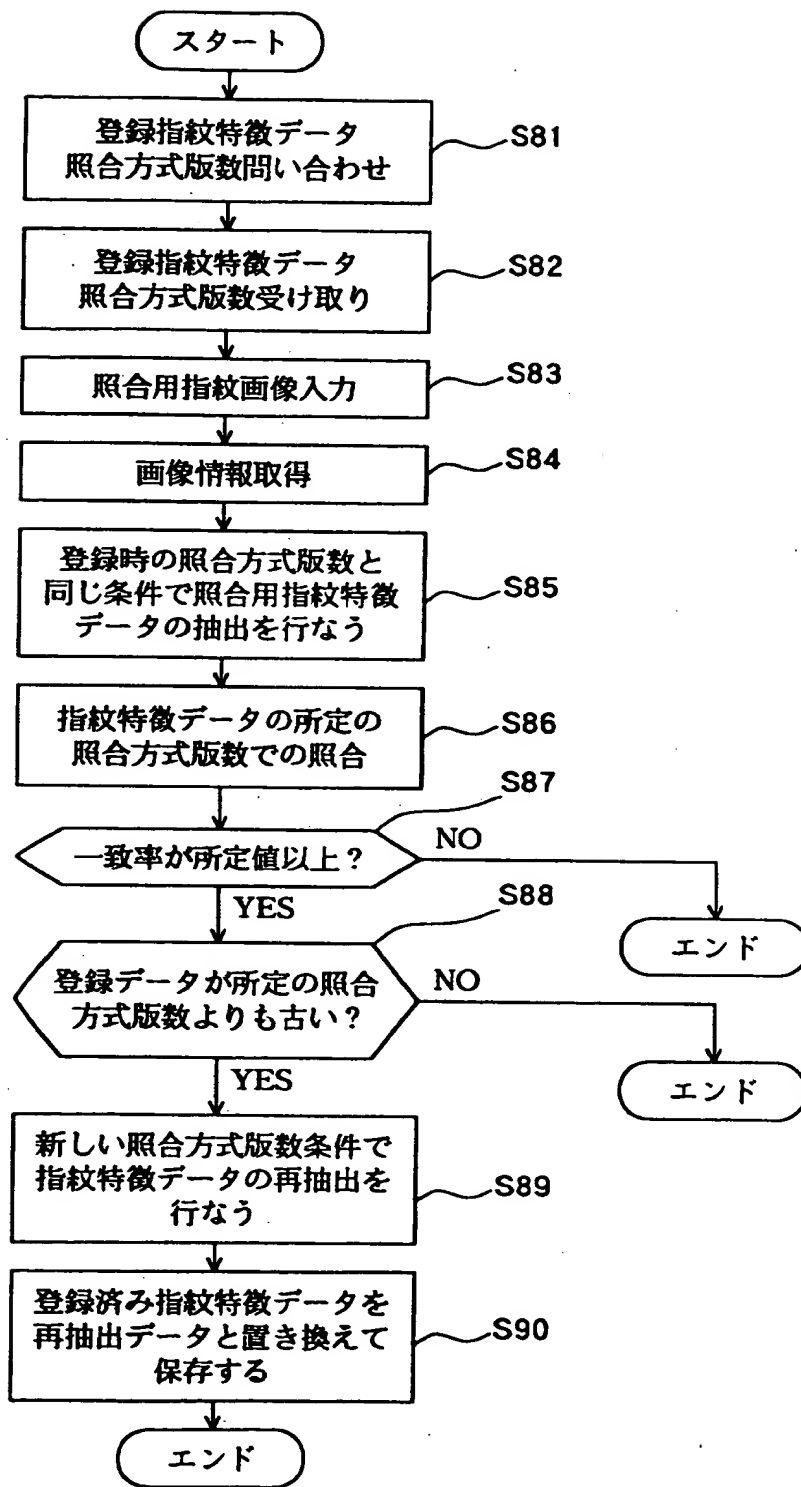 スタート
登録指紋特徴データ
照合方式版数問い合わせ
S81
登録指紋特徴データ
照合方式版数受け取り
S82
照合用指紋画像入力
S83
画像情報取得
S84
登録時の照合方式版数と
同じ条件で照合用指紋特徴
データの抽出を行なう
S85
指紋特徴データの所定の
照合方式版数での照合
S86
S87
一致率が所定値以上？
NO
YES
エンド
S88
登録データが所定の照合
方式版数よりも古い？
NO
YES
エンド
新しい照合方式版数条件で
指紋特徴データの再抽出を
行なう
S89
登録済み指紋特徴データを
再抽出データと置き換えて
保存する
S90
エンド